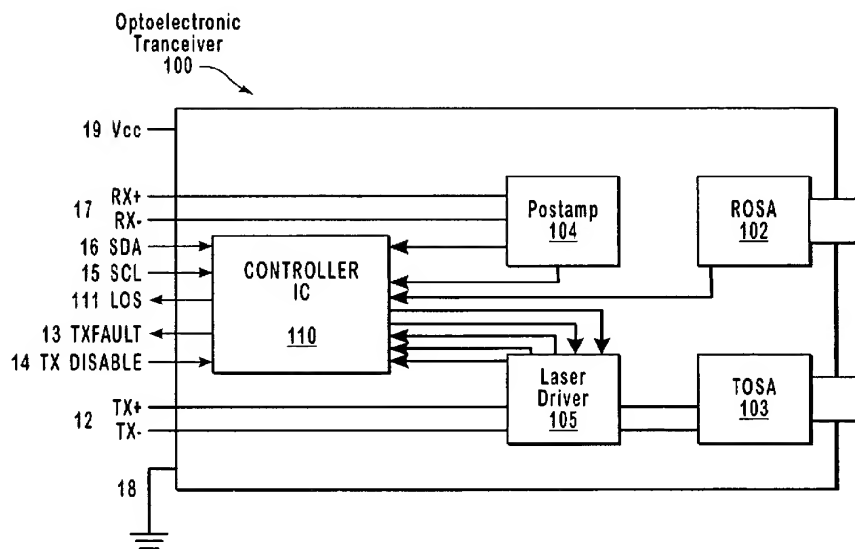 Optoelectronic
Tranceiver
100
19 Vcc
17 RX+
RX-
16 SDA
15 SCL
111 LOS
13 TXFAULT
14 TX DISABLE
12 TX+
TX-
18
CONTROLLER
IC
110
Postamp
104
ROSA
102
Laser
Driver
105
TOSA
103